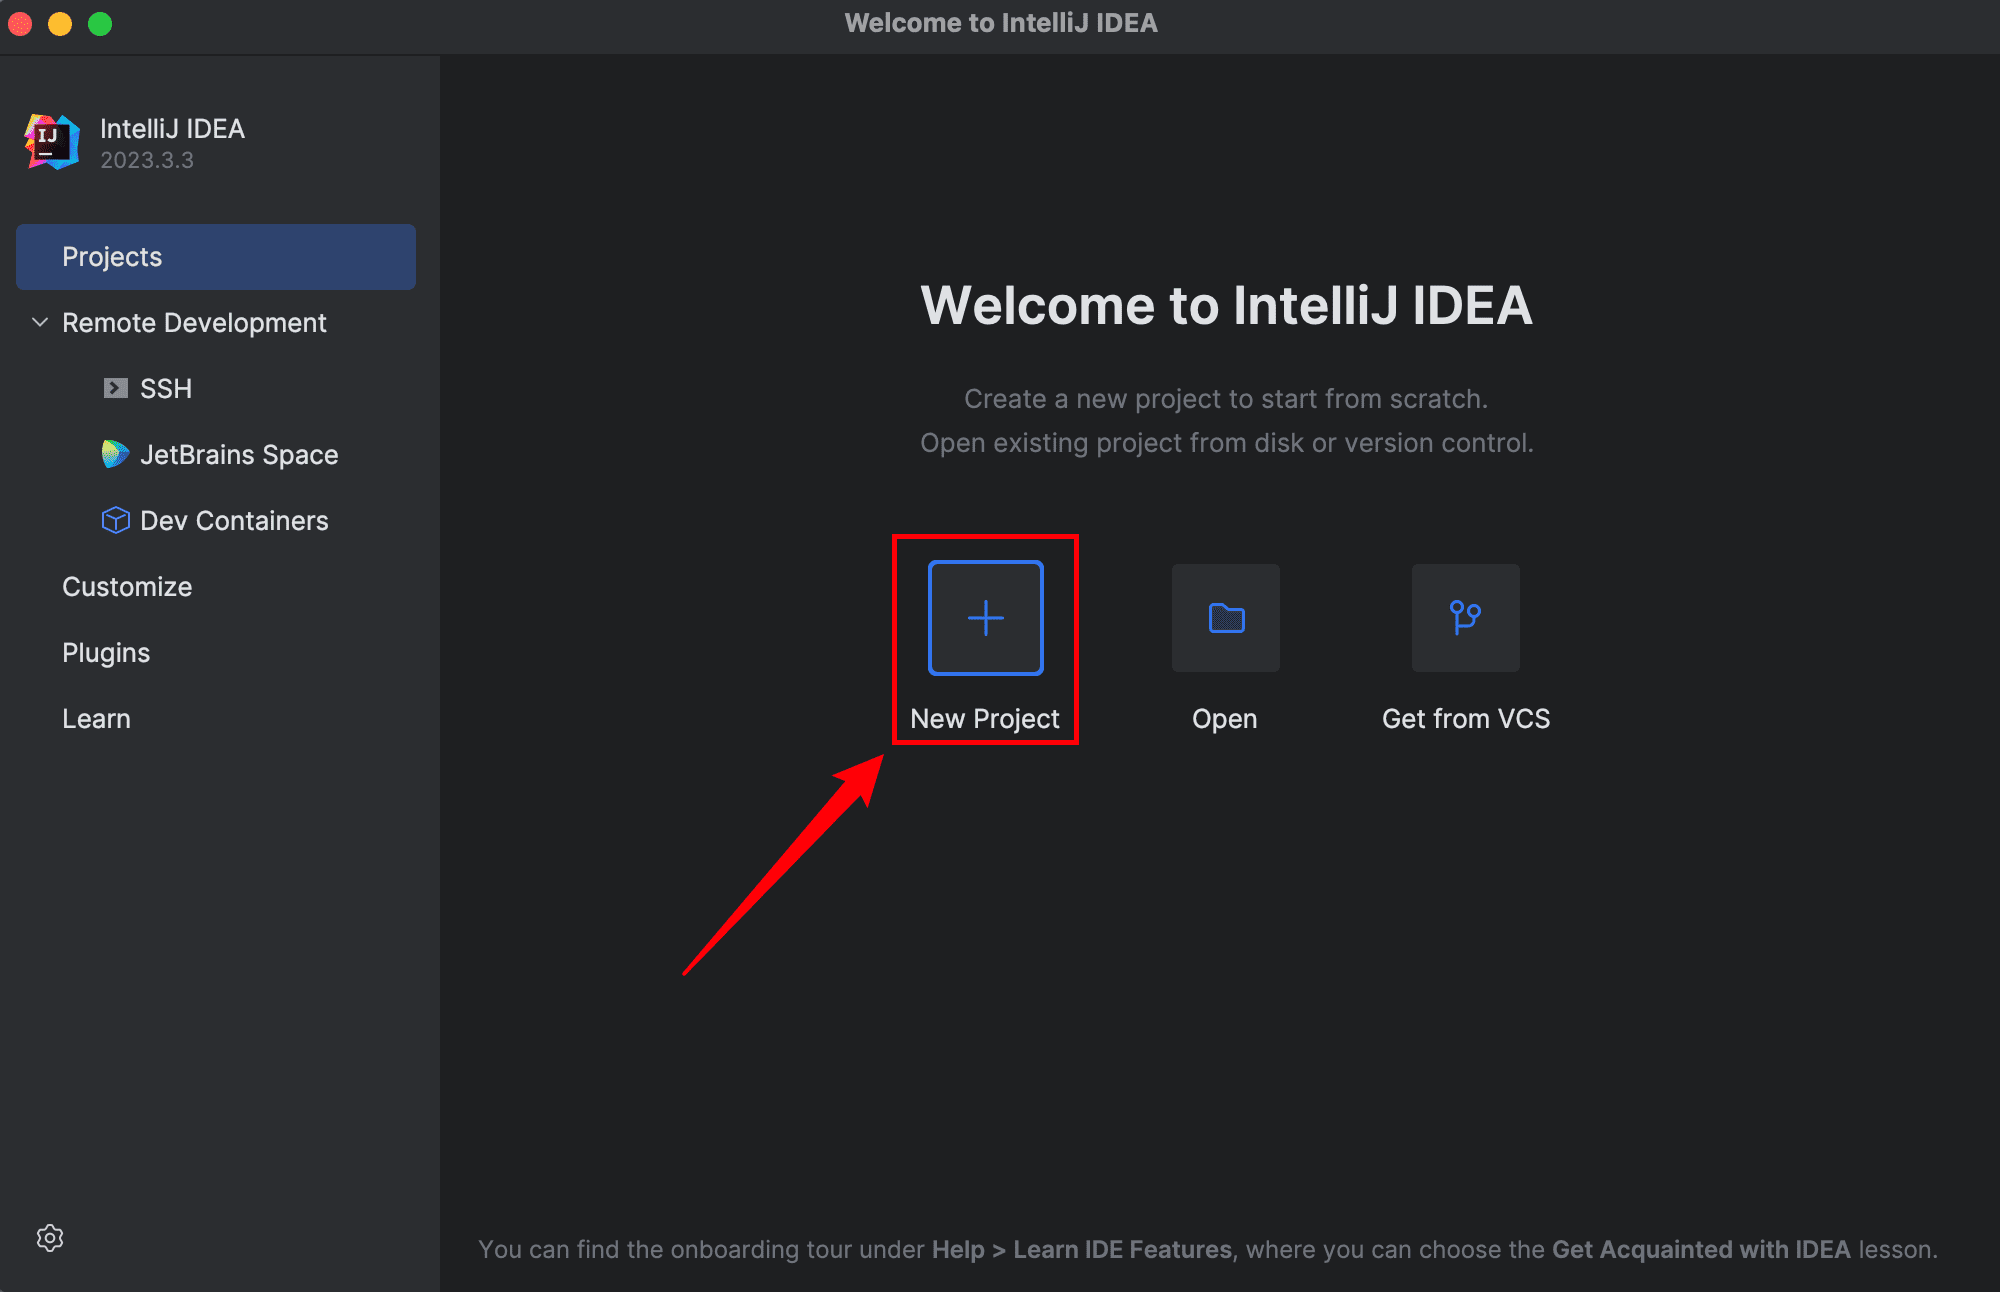 Welcome to IntelliJ IDEA
IJ
IntelliJ IDEA
2023.3.3
Projects
Remote Development
SSH
JetBrains Space
Dev Containers
Customize
Plugins
Learn
Welcome to IntelliJ IDEA
Create a new project to start from scratch.
Open existing project from disk or version control.
New Project
Open
Get from VCS
You can find the onboarding tour under Help > Learn IDE Features, where you can choose the Get Acquainted with IDEA lesson.